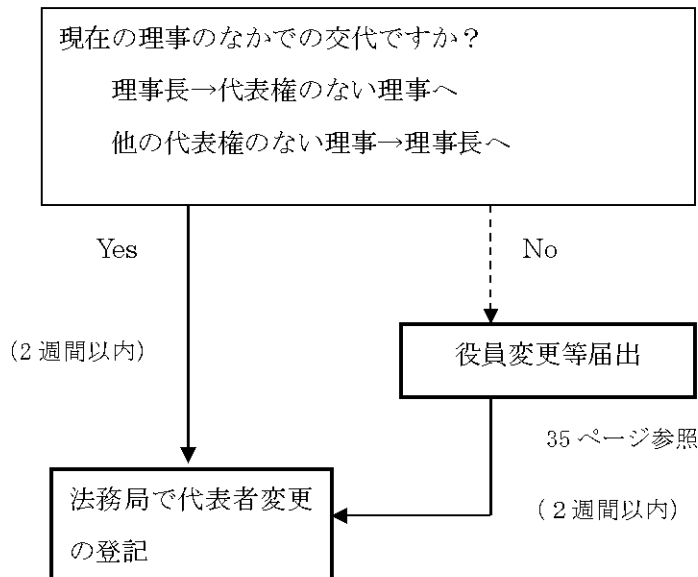 現在の理事のなかでの交代ですか？
理事長→代表権のない理事へ
他の代表権のない理事→理事長へ
Yes
No
(2 週間以内)
役員変更等届出
35 ページ参照
法務局で代表者変更
の登記
(２週間以内)